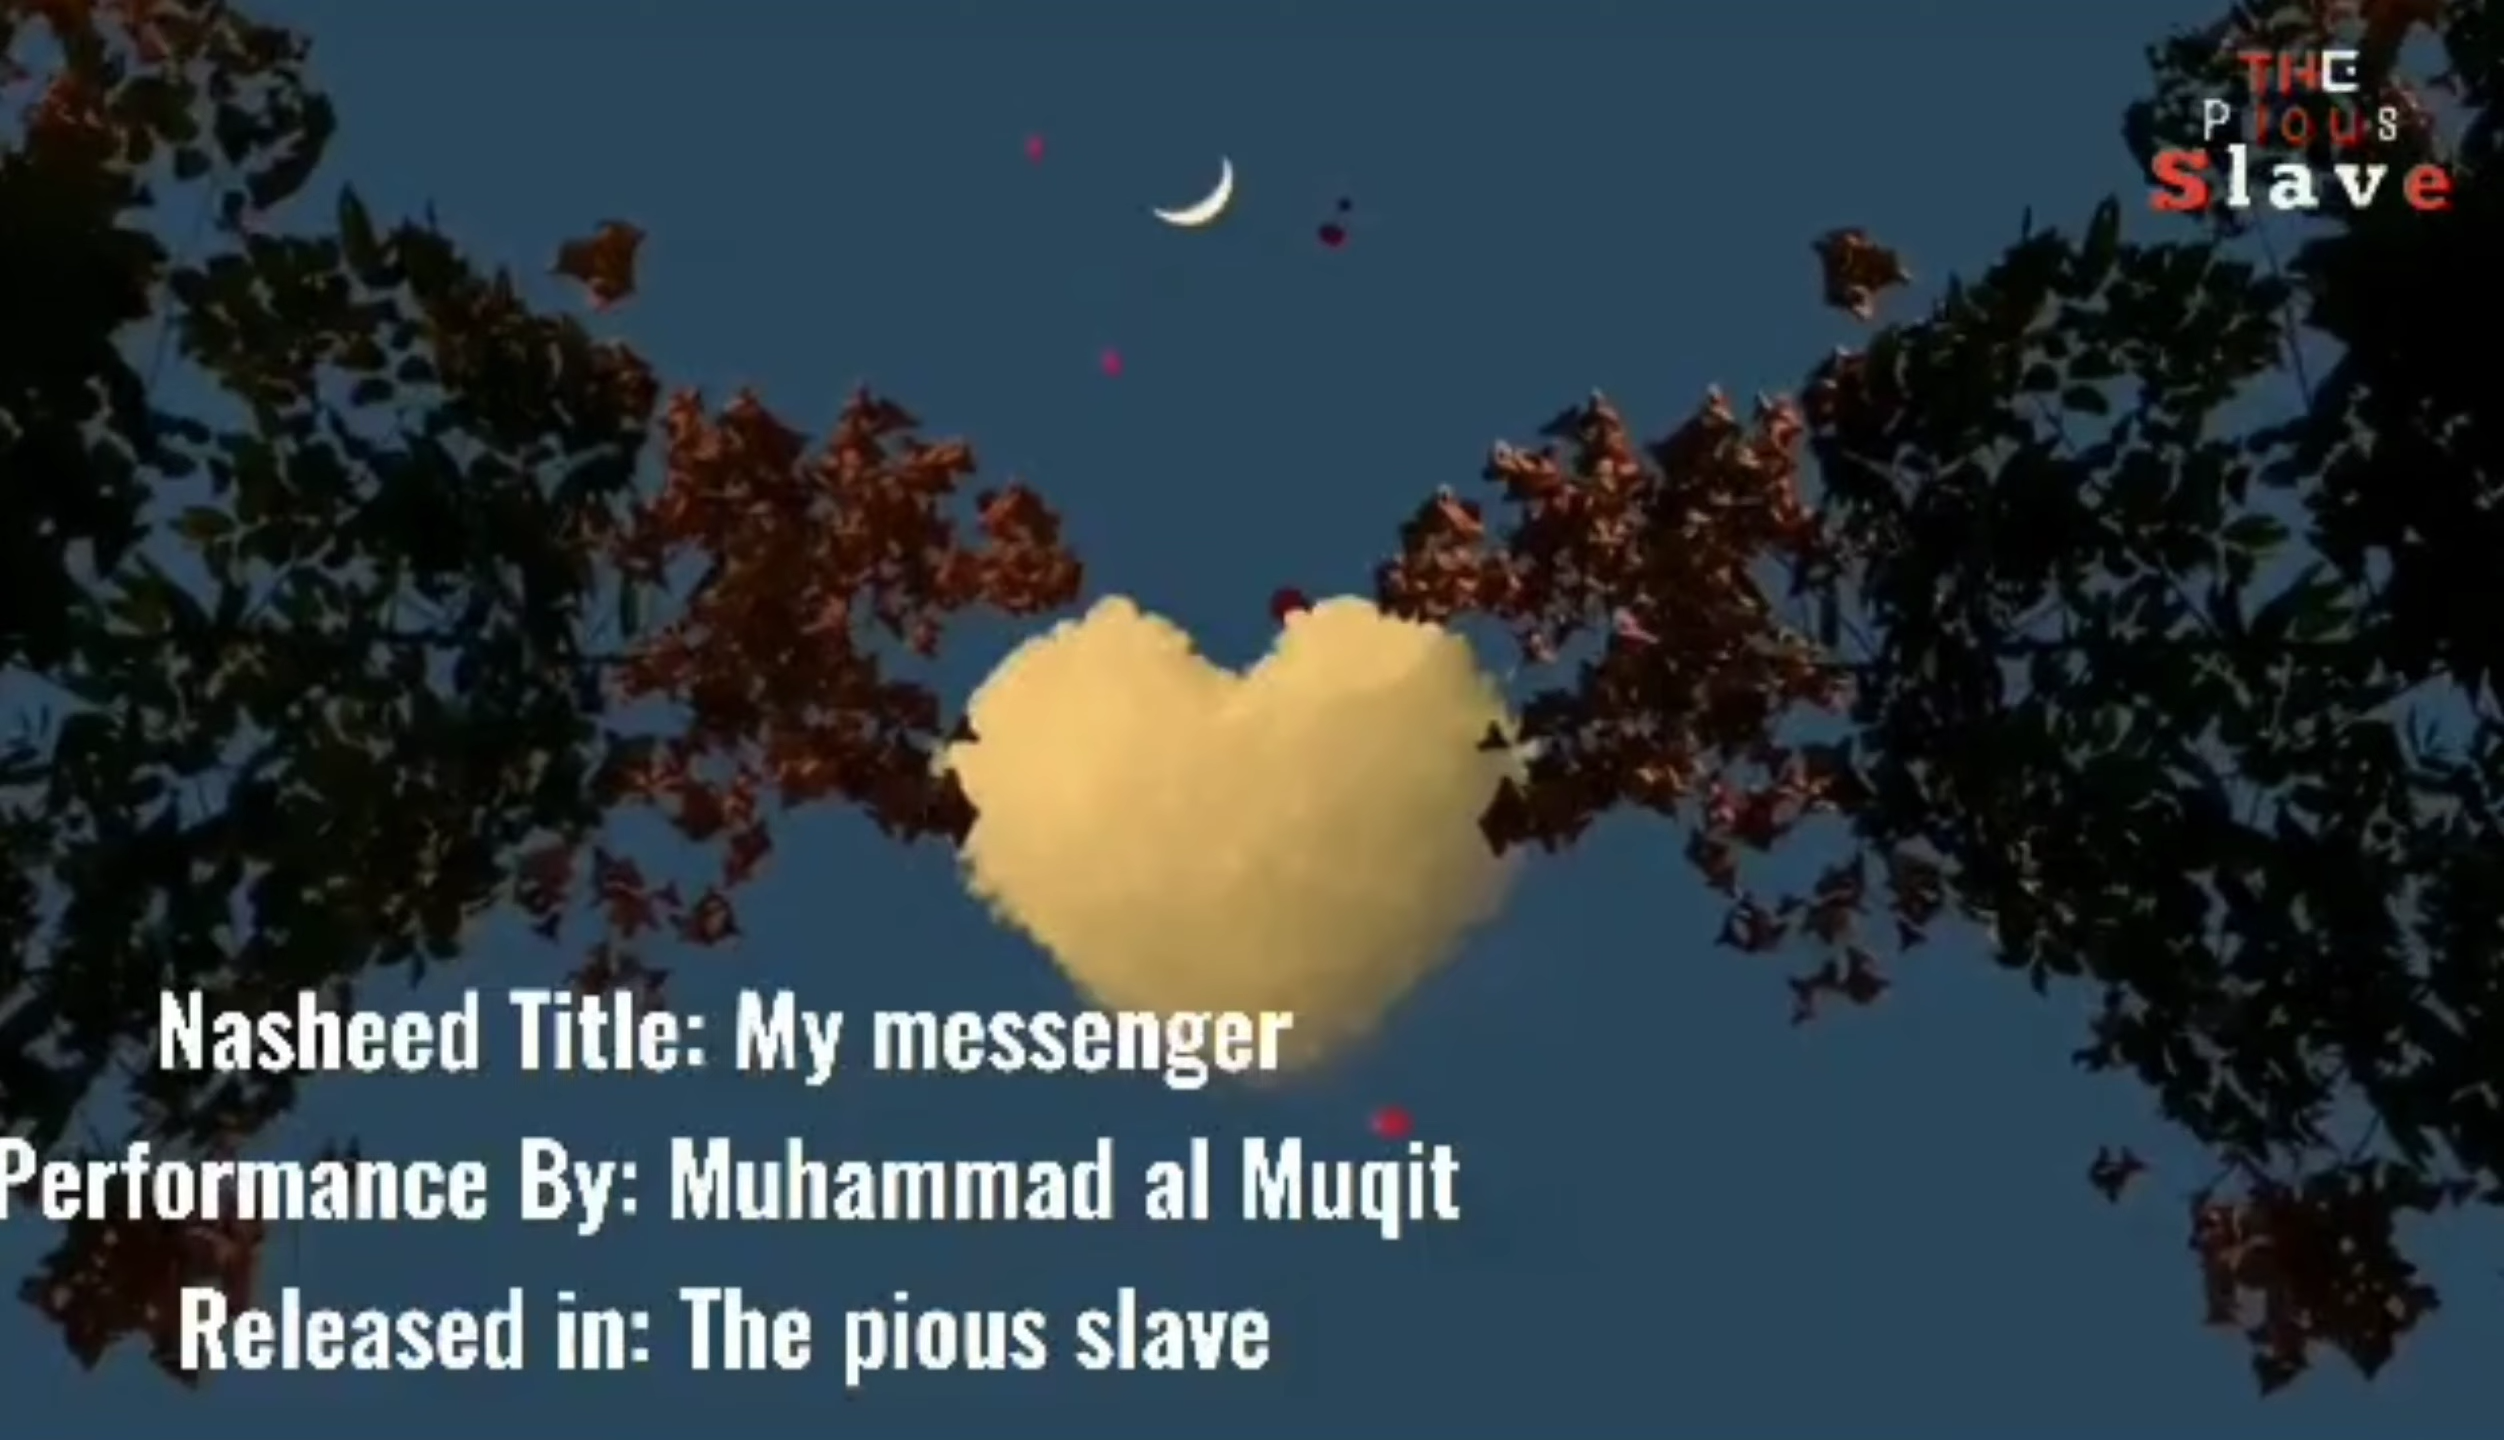 THE
Pious
Slave
Nasheed Title: My messenger
Performance By: Muhammad al Muqit
Released in: The pious slave